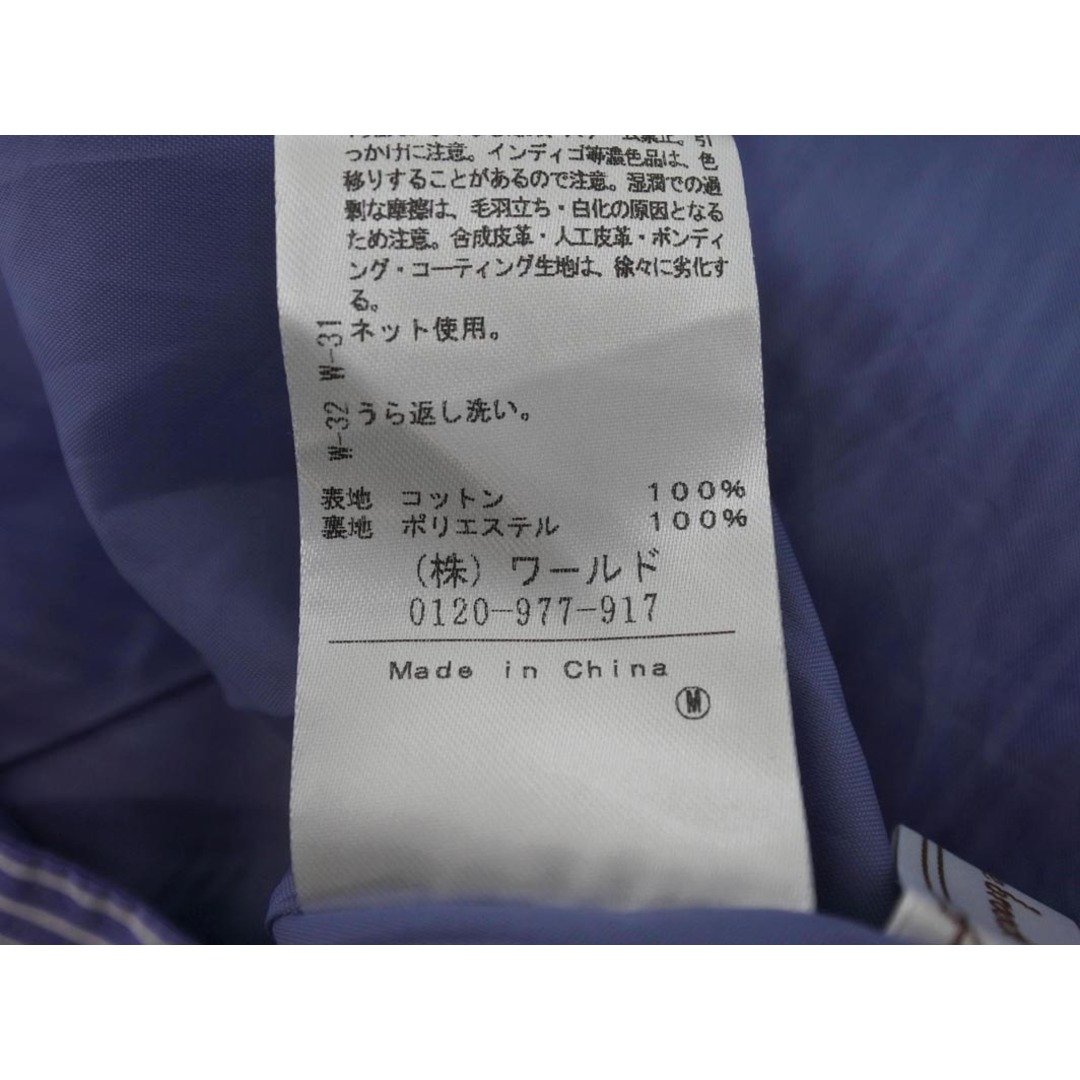 っかけに注意。インディゴ等濃色品は、色
移りすることがあるので注意。湿潤での過
剰な摩擦は、毛羽立ち・白化の原因となる
ため注意。合成皮革・人工皮革・ボンディ
ング・コーティング生地は、徐々に劣化す
る。
W-31 ネット使用。
W-32 うら返し洗い。
表地 コットン 100%
裏地 ポリエステル 100%
(株) ワールド
0120-977-917
Made in China
Ⓜ